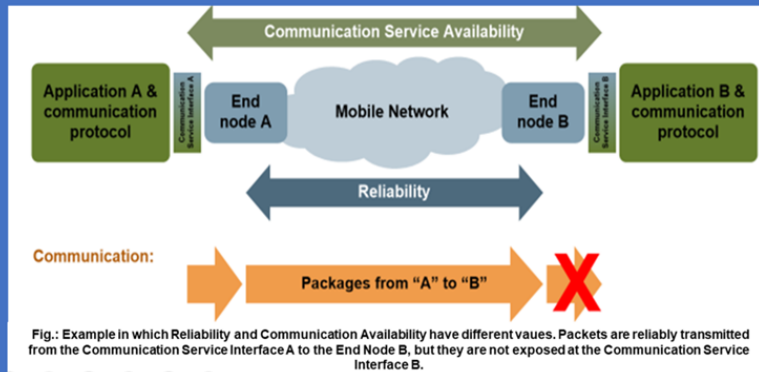 Communication Service Availability
Application A &
communication
protocol
Communication
Service Interface A
End
node A
Mobile Network
End
node B
Communication
Service Interface B
Application B &
communication
protocol
Reliability
Communication:
Packages from “A” to “B”
X
Fig.: Example in which Reliability and Communication Availability have different vaues. Packets are reliably transmitted
from the Communication Service Interface A to the End Node B, but they are not exposed at the Communication Service
Interface B.